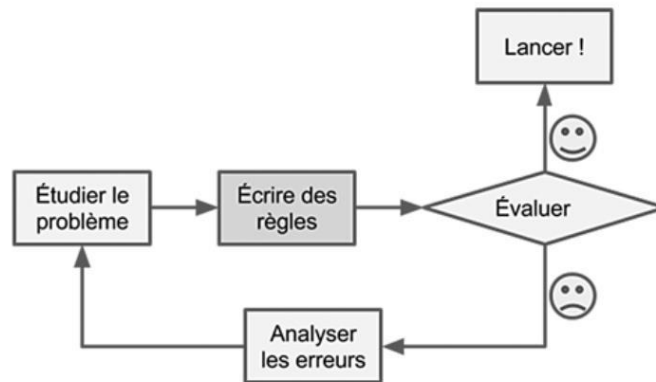 Lancer !
Étudier le
problème
Écrire des
règles
Évaluer
Analyser
les erreurs